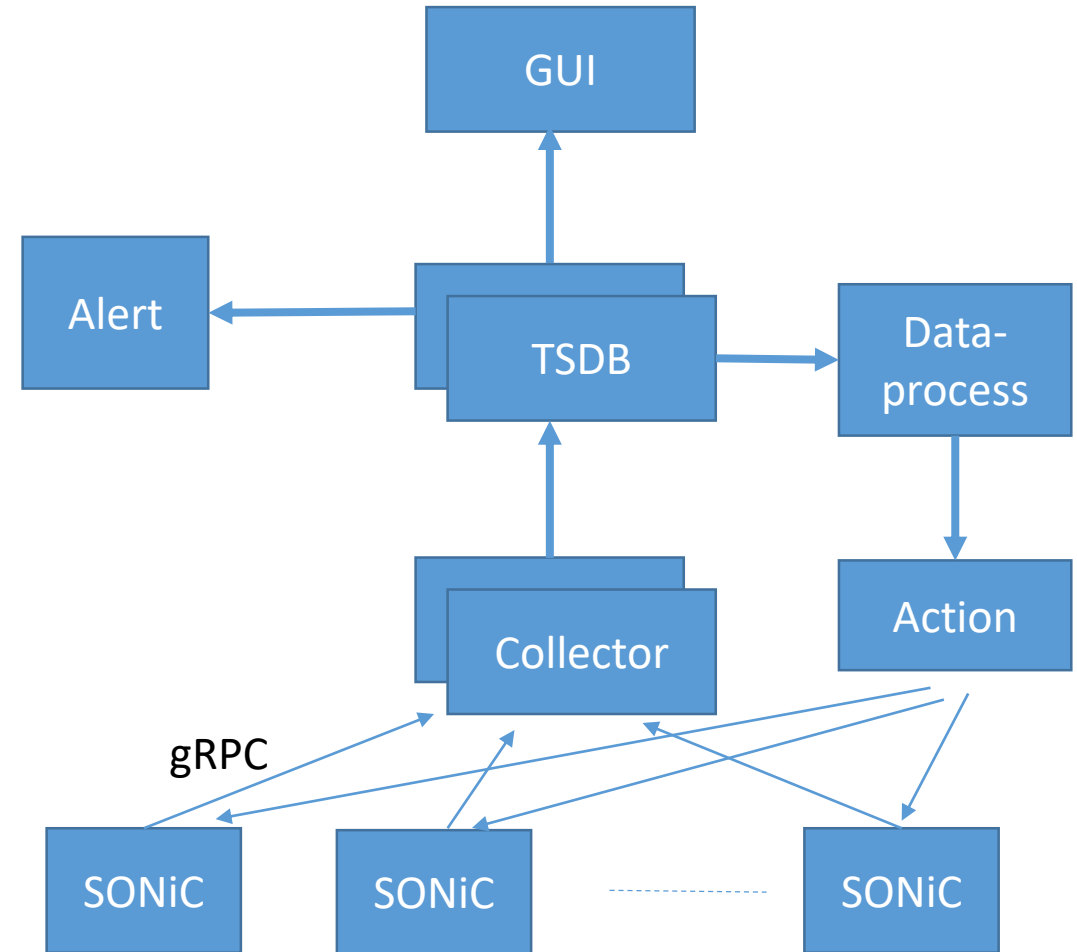 GUI
Alert
TSDB
Data-
process
Collector
Action
gRPC
SONiC
SONiC
SONiC